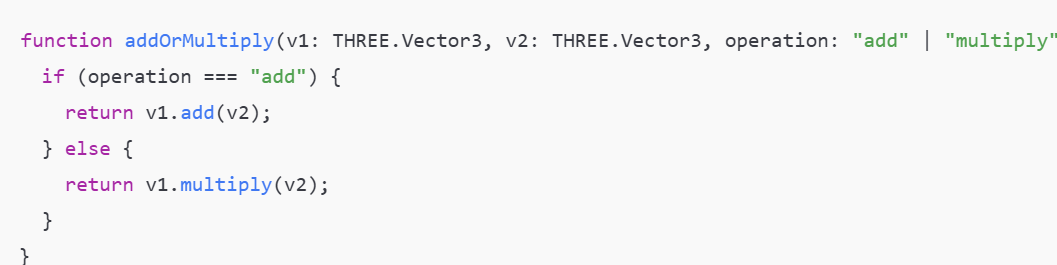 function addOrMultiply(v1: THREE.Vector3, v2: THREE.Vector3, operation: "add" | "multiply"
if (operation === "add") {
return v1.add(v2);
} else {
return v1.multiply(v2);
}
}